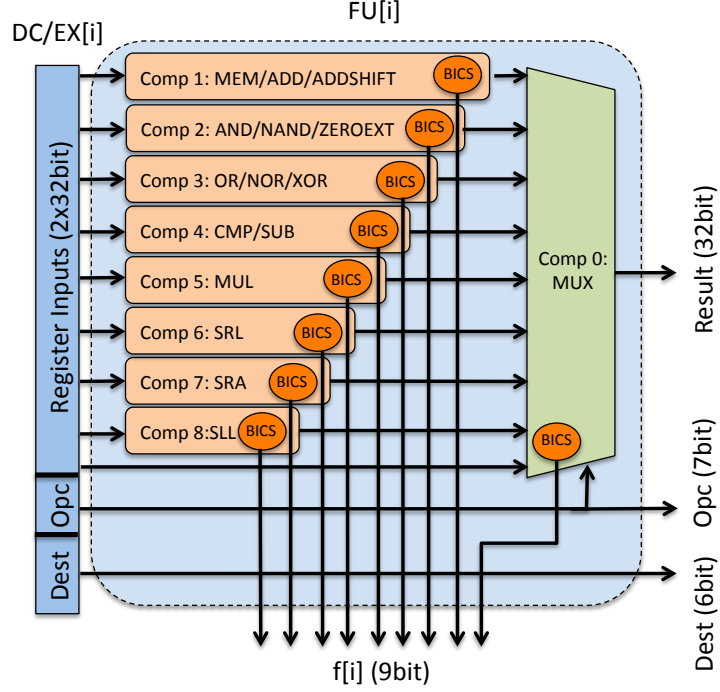 FU[i]
DC/EX[i]
Comp 1: MEM/ADD/ADDSHIFT
BICS
Comp 2: AND/NAND/ZEROEXT
BICS
Comp 3: OR/NOR/XOR
BICS
Comp 4: CMP/SUB
BICS
Comp 5: MUL
BICS
Comp 6: SRL
BICS
Comp 7: SRA
BICS
Comp 8:SLL
BICS
Comp 0:
MUX
BICS
Register Inputs (2x32bit)
Opc
Dest
Result (32bit)
Opc (7bit)
Dest (6bit)
f[i] (9bit)